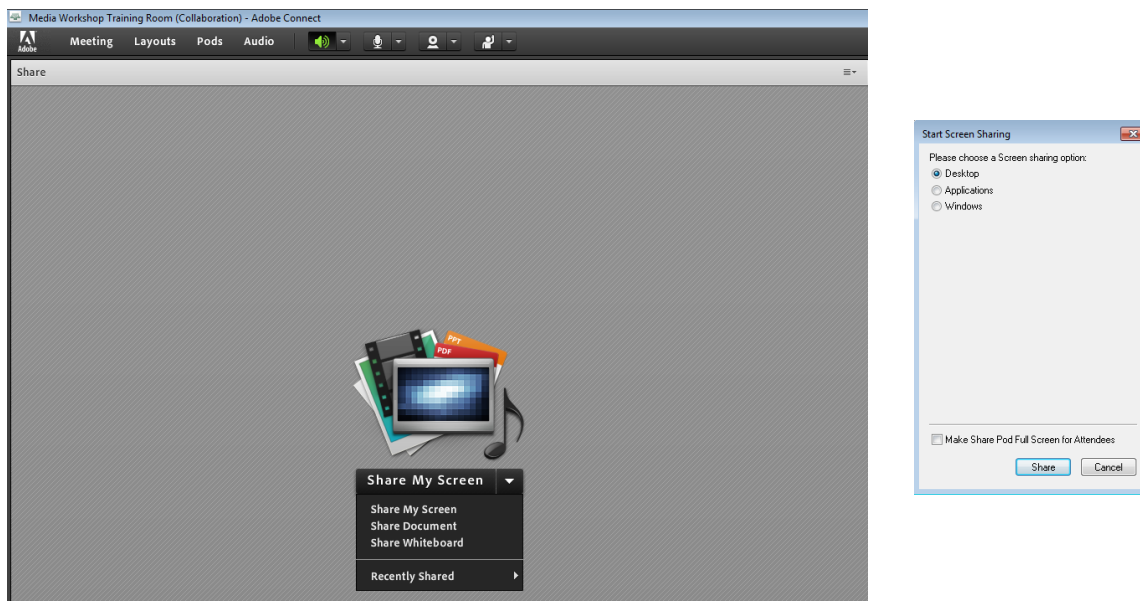 Media Workshop Training Room (Collaboration) - Adobe Connect
Adobe Meeting Layouts Pods Audio
Share
PPT
PDF
Share My Screen
Share My Screen
Share Document
Share Whiteboard
Recently Shared
Start Screen Sharing
Please choose a Screen sharing option:
Desktop
Applications
Windows
Make Share Pod Full Screen for Attendees
Share Cancel